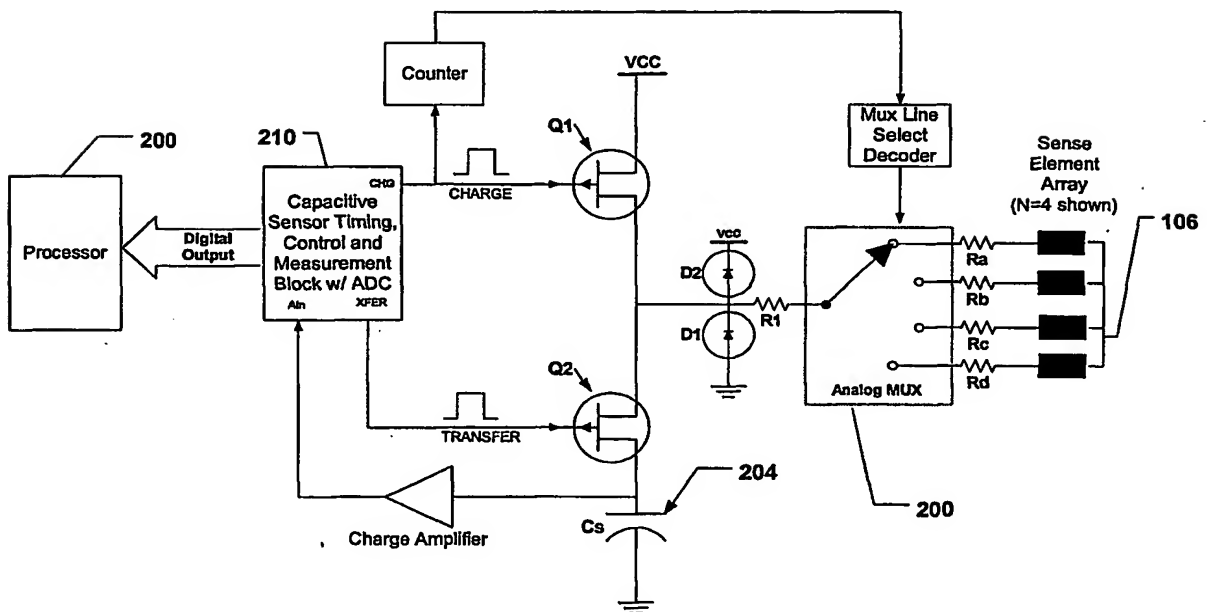 Counter
VCC
Q1
Mux Line
Select
Decoder
Sense
Element
Array
(N=4 shown)
200
210
CHG
CHARGE
106
Processor
Digital
Output
Capacitive
Sensor Timing,
Control and
Measurement
Block w/ ADC
Ain
XFER
vcc
D2
D1
R1
Ra
Rb
Rc
Rd
Analog MUX
Q2
TRANSFER
204
200
Cs
Charge Amplifier